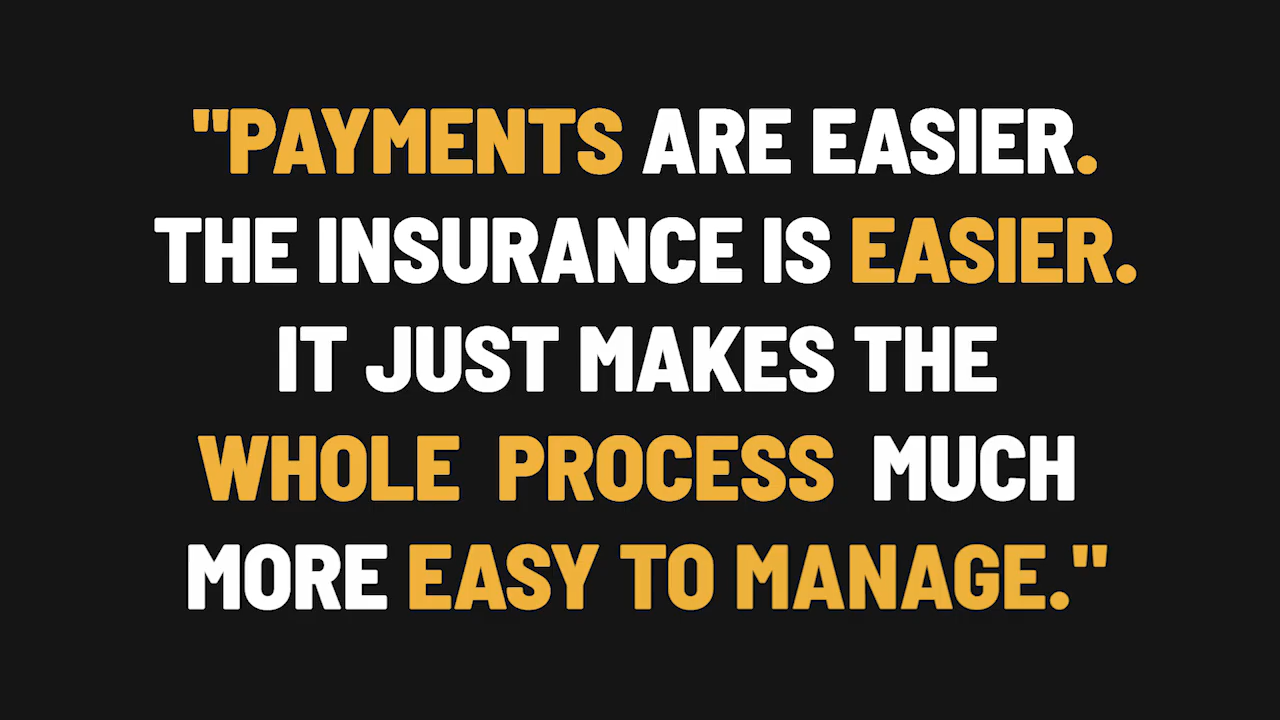 "PAYMENTS ARE EASIER.
THE INSURANCE IS EASIER.
IT JUST MAKES THE
WHOLE PROCESS MUCH
MORE EASY TO MANAGE."